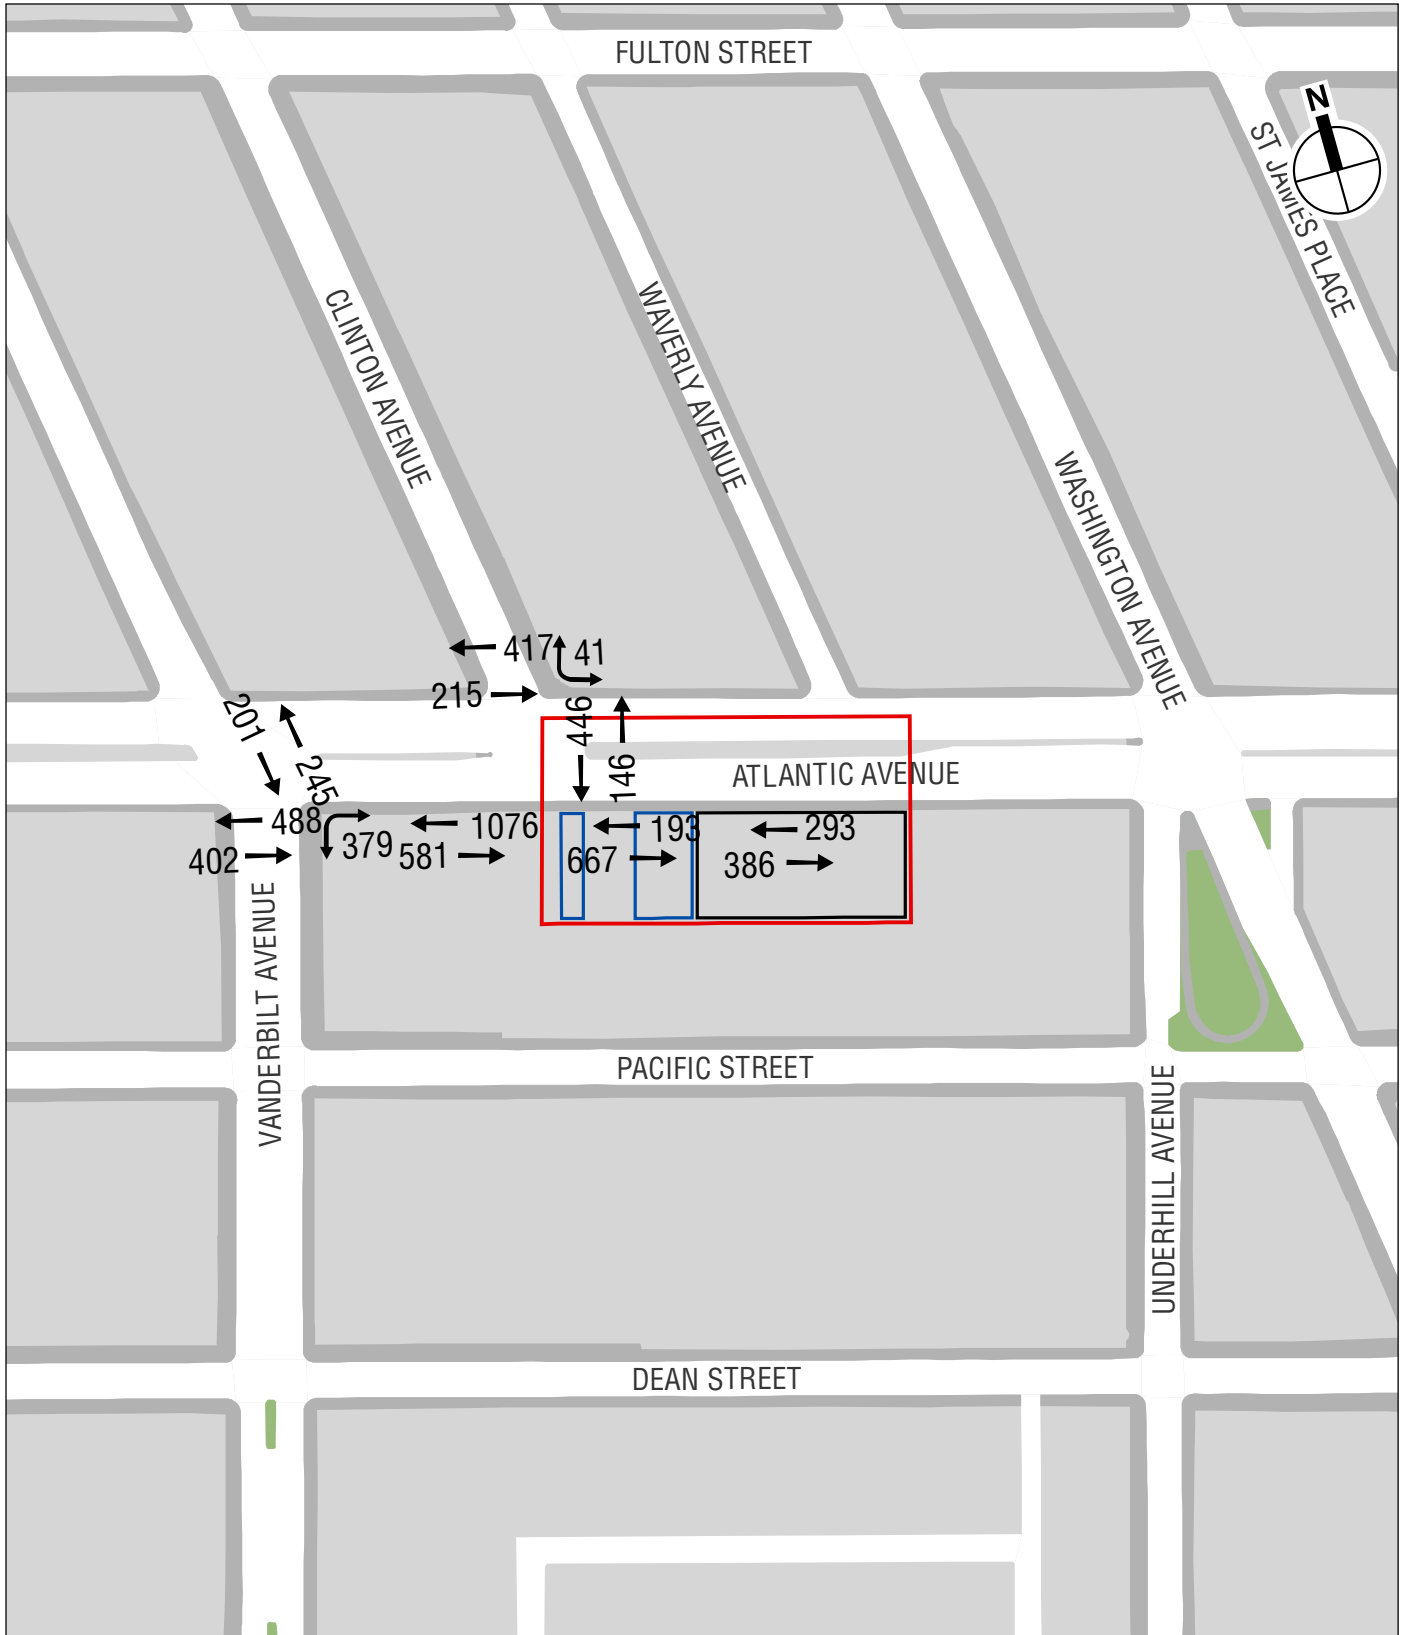 FULTON STREET
N
ST JAMES PLACE
CLINTON AVENUE
WAVERLY AVENUE
WASHINGTON AVENUE
417
41
215
201
446
245
146
ATLANTIC AVENUE
488
1076
193
293
402
379
581
667
386
VANDERBILT AVENUE
PACIFIC STREET
UNDERHILL AVENUE
DEAN STREET